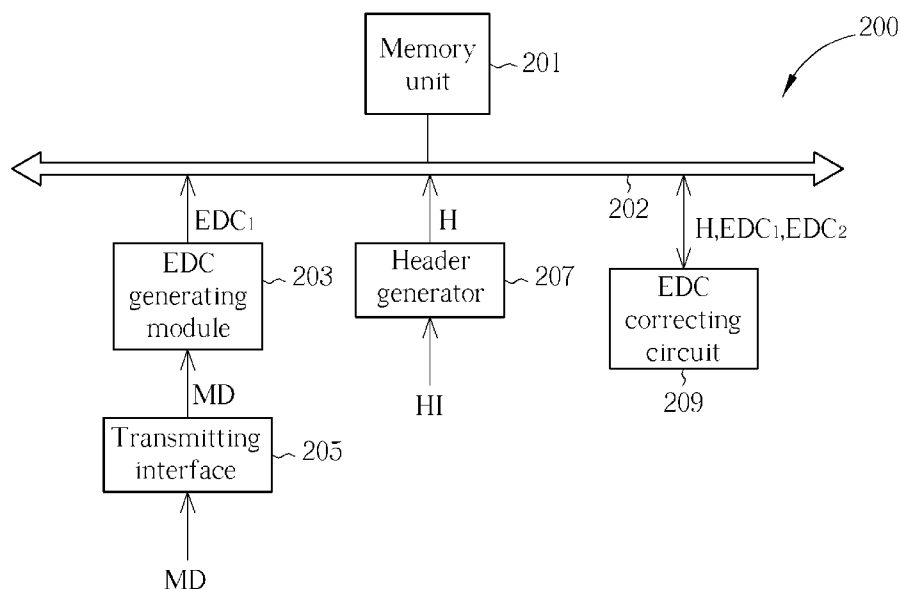 200
Memory
unit
201
202
EDC1
H
H,EDC1,EDC2
EDC
generating
module
203
Header
generator
207
EDC
correcting
circuit
209
MD
HI
Transmitting
interface
205
MD